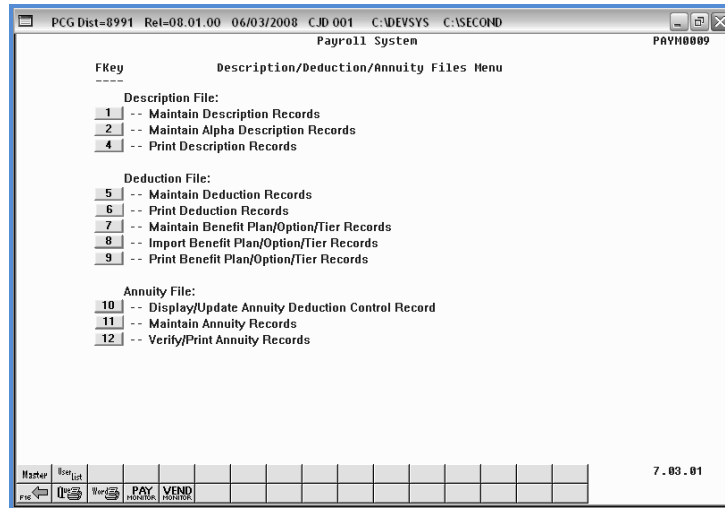 PCG Dist=8991 Rel=08.01.00 06/03/2008 CJD 001 C:\DEVSYS C:\SECOND
Payroll System PAYM0009
FKey Description/Deduction/Annuity Files Menu
----
Description File:
1 -- Maintain Description Records
2 -- Maintain Alpha Description Records
4 -- Print Description Records
Deduction File:
5 -- Maintain Deduction Records
6 -- Print Deduction Records
7 -- Maintain Benefit Plan/Option/Tier Records
8 -- Import Benefit Plan/Option/Tier Records
9 -- Print Benefit Plan/Option/Tier Records
Annuity File:
10 -- Display/Update Annuity Deduction Control Record
11 -- Maintain Annuity Records
12 -- Verify/Print Annuity Records
Master User List 7.03.01
F16 Que Word PAY MONITOR VEND MONITOR